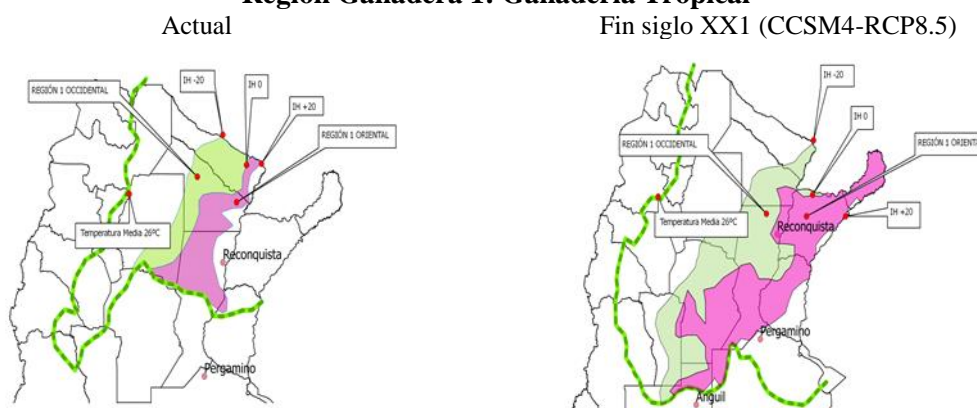 Región Ganadera 1: Ganadería Tropical
Actual
Fin siglo XX1 (CCSM4-RCP8.5)
IH -20
REGIÓN 1 OCCIDENTAL
IH 0
IH +20
REGIÓN 1 ORIENTAL
Temperatura Media 26ºC
Reconquista
Pergamino
IH -20
IH 0
REGIÓN 1 OCCIDENTAL
REGIÓN 1 ORIENTA
Temperatura Media 26ºC
Reconquista
IH +20
Pergamino
Anguil